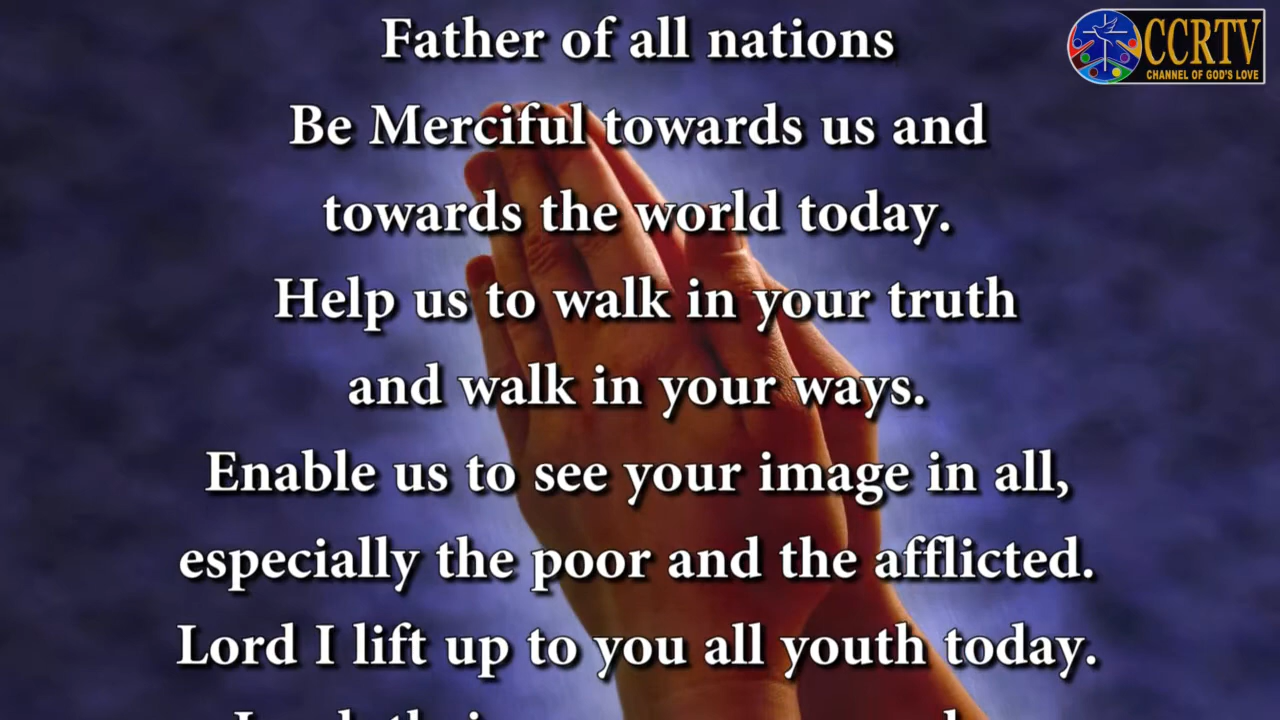 Father of all nations
Be Merciful towards us and
towards the world today.
Help us to walk in your truth
and walk in your ways.
Enable us to see your image in all,
especially the poor and the afflicted.
Lord I lift up to you all youth today.
CCRTV
CHANNEL OF GOD'S LOVE